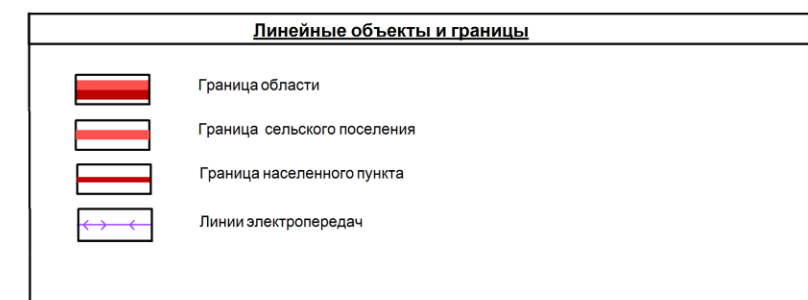 Линейные объекты и границы
Граница области
Граница сельского поселения
Граница населенного пункта
Линии электропередач